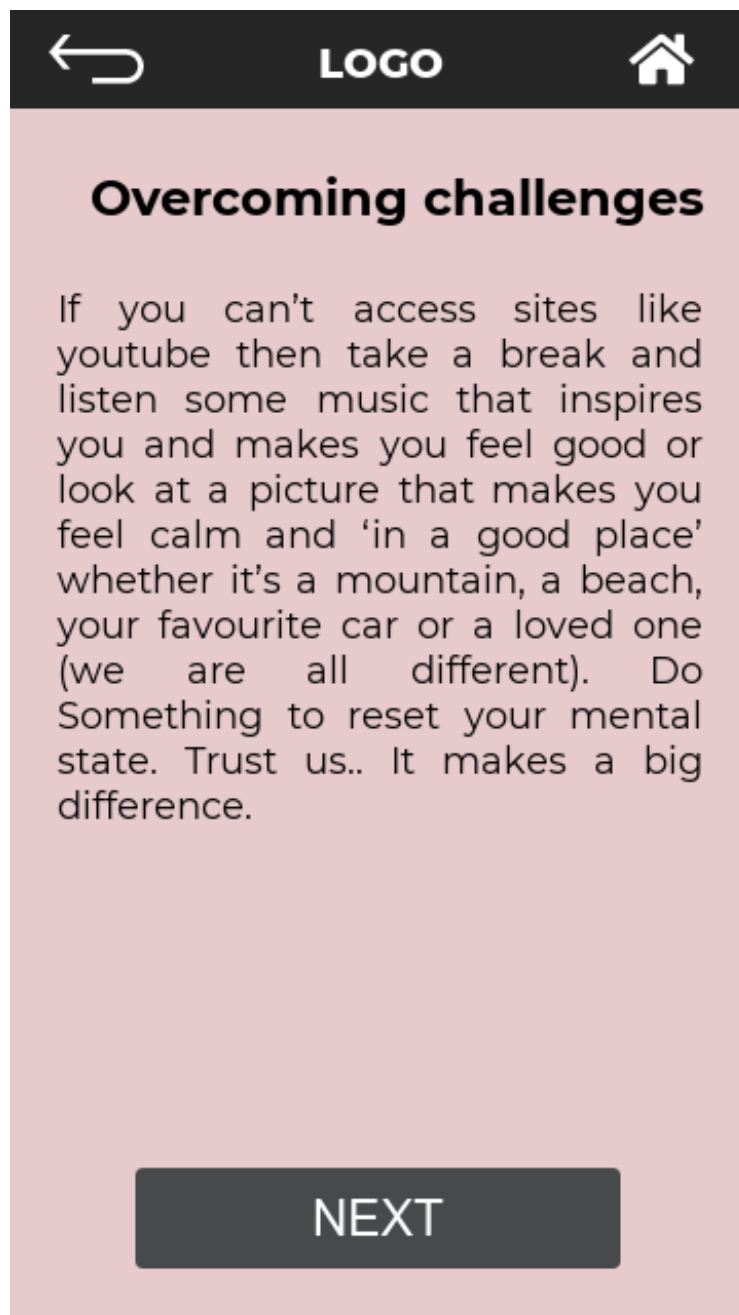 LOGO
Overcoming challenges
If you can’t access sites like
youtube then take a break and
listen some music that inspires
you and makes you feel good or
look at a picture that makes you
feel calm and ‘in a good place’
whether it’s a mountain, a beach,
your favourite car or a loved one
(we are all different). Do
Something to reset your mental
state. Trust us.. It makes a big
difference.
NEXT